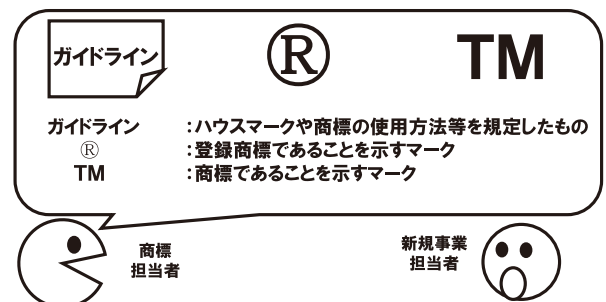 ガイドライン ® TM
ガイドライン ：ハウスマークや商標の使用方法等を規定したもの
® ：登録商標であることを示すマーク
TM ：商標であることを示すマーク
商標
担当者
新規事業
担当者